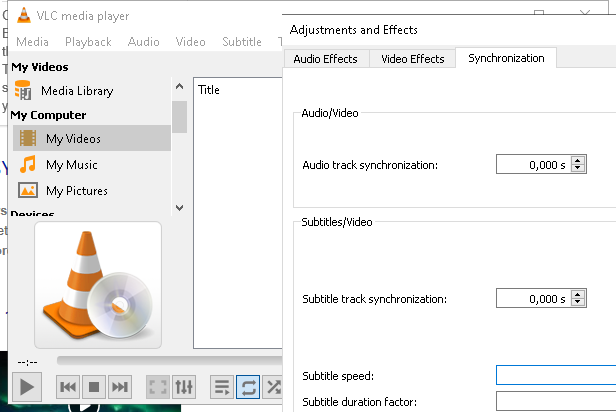 VLC media player
Media Playback Audio Video Subtitle
My Videos
Media Library
My Computer
My Videos
My Music
My Pictures
Devices
Title
--:--
Adjustments and Effects
Audio Effects Video Effects Synchronization
Audio/Video
Audio track synchronization: 0,000 s
Subtitles/Video
Subtitle track synchronization: 0,000 s
Subtitle speed:
Subtitle duration factor: